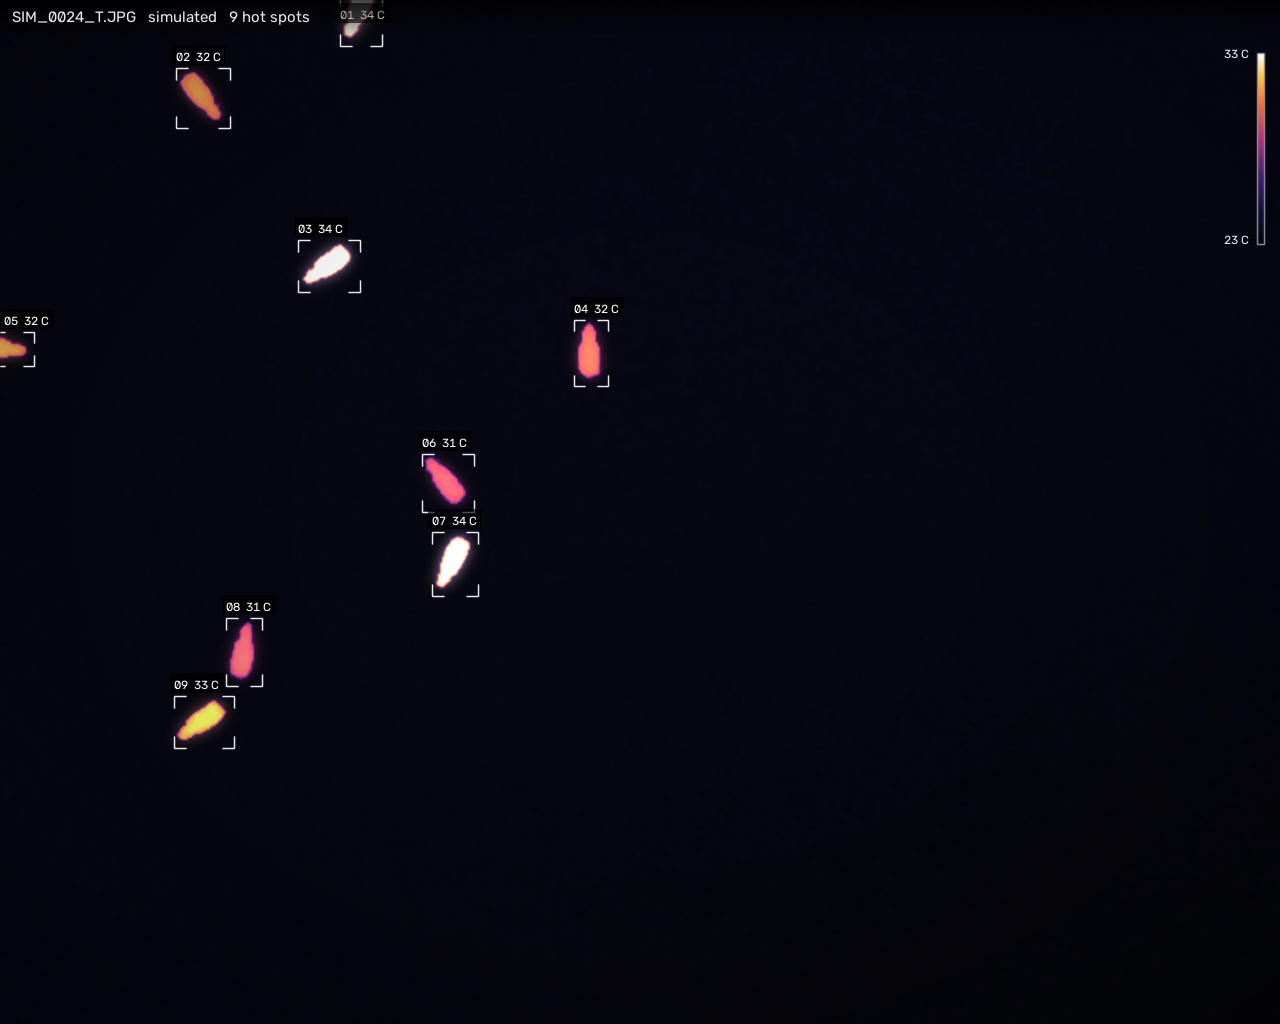 SIM_0024_T.JPG simulated 9 hot spots
01 34 C
02 32 C
33 C
03 34 C
23 C
04 32 C
05 32 C
06 31 C
07 34 C
08 31 C
09 33 C